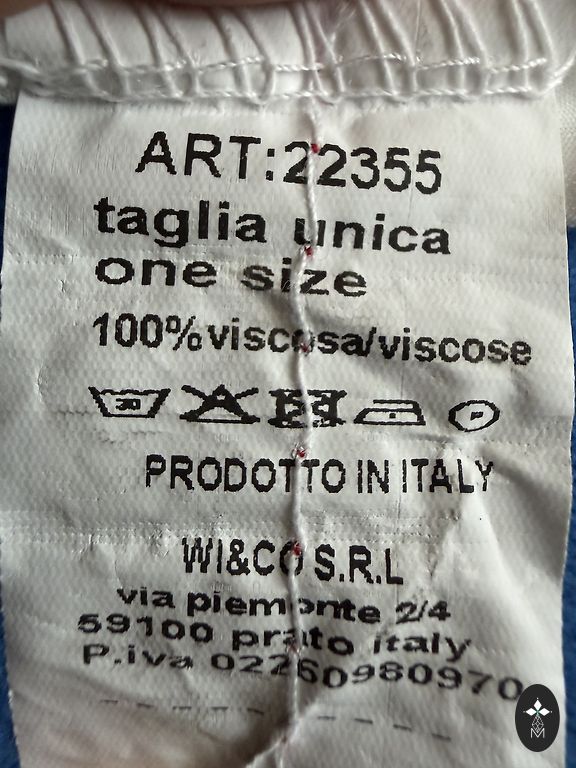 ART:22355
taglia unica
one size
100%viscosa/viscose
30
P
PRODOTTO IN ITALY
WI&CO S.R.L
via piemonte 2/4
59100 prato italy
P.iva 02260980970
M